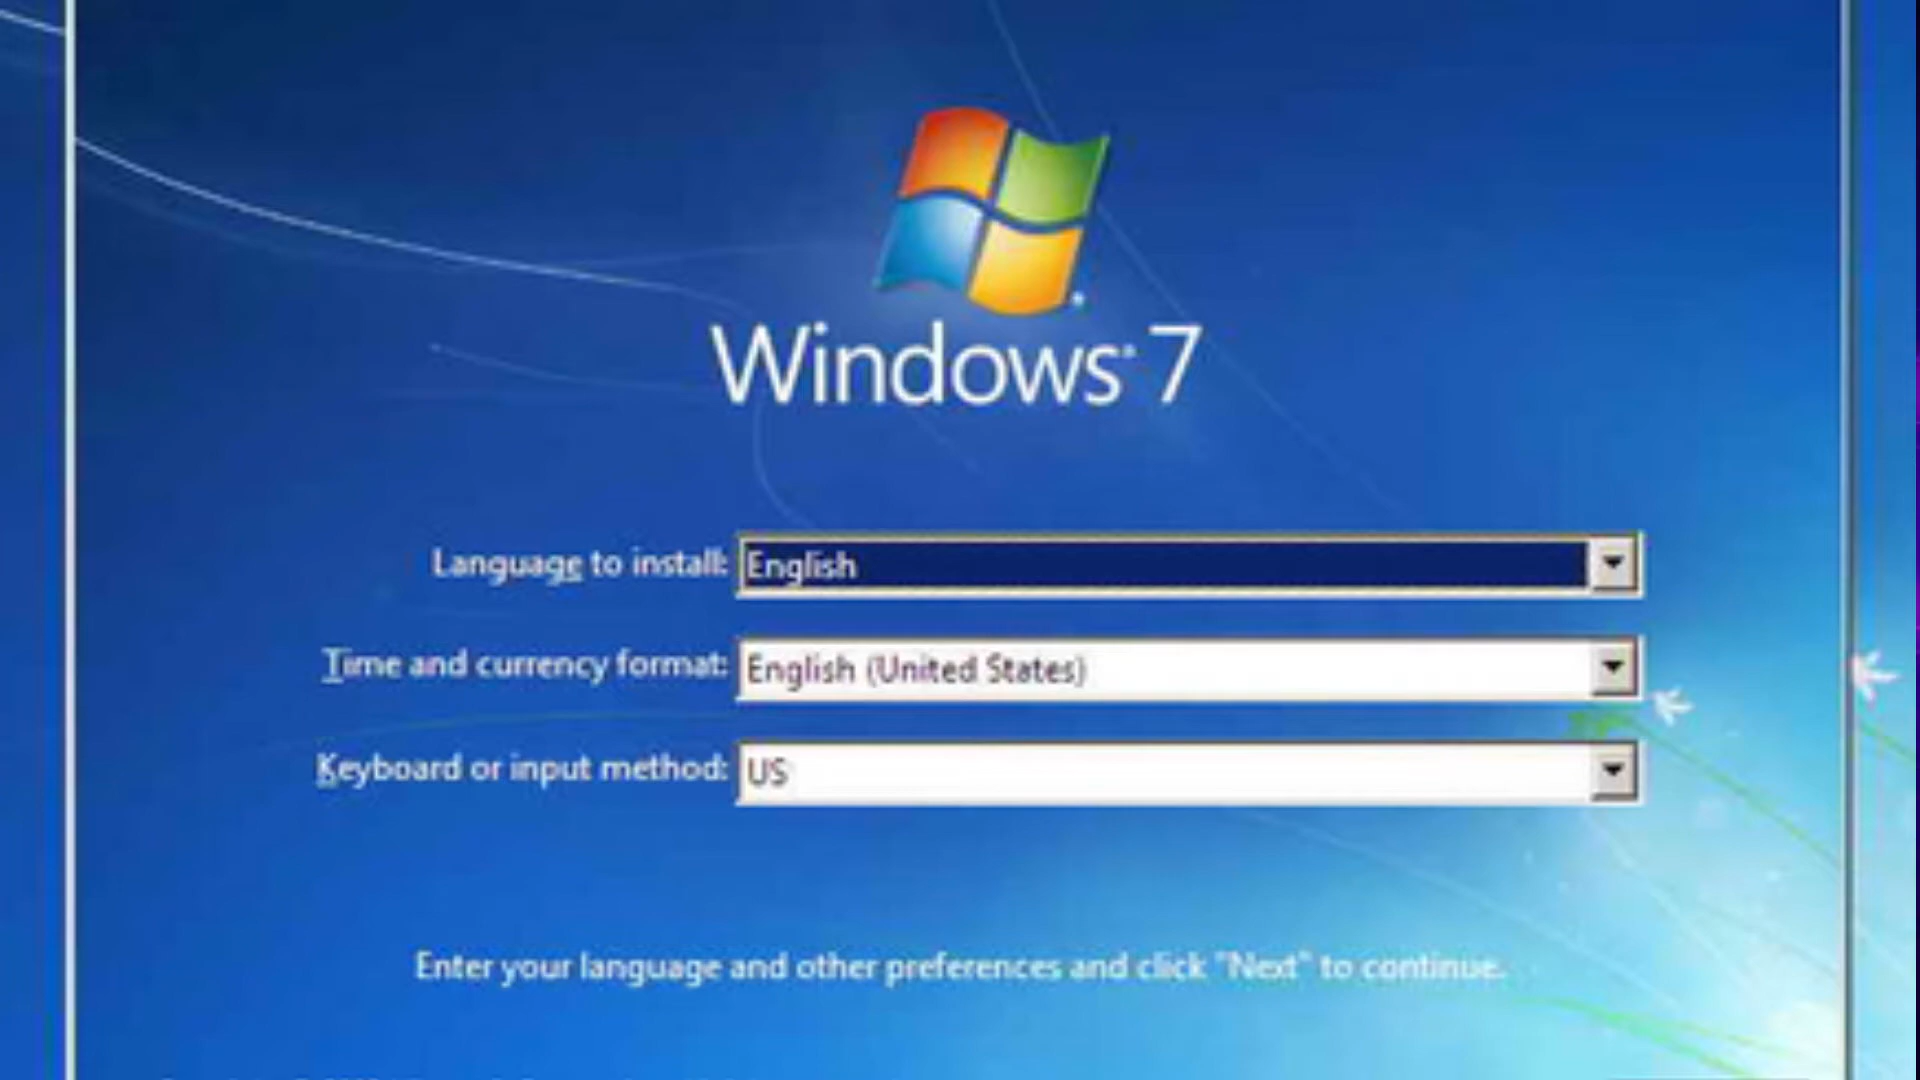 Windows 7
Language to install: English
Time and currency format: English (United States)
Keyboard or input method: US
Enter your language and other preferences and click "Next" to continue.